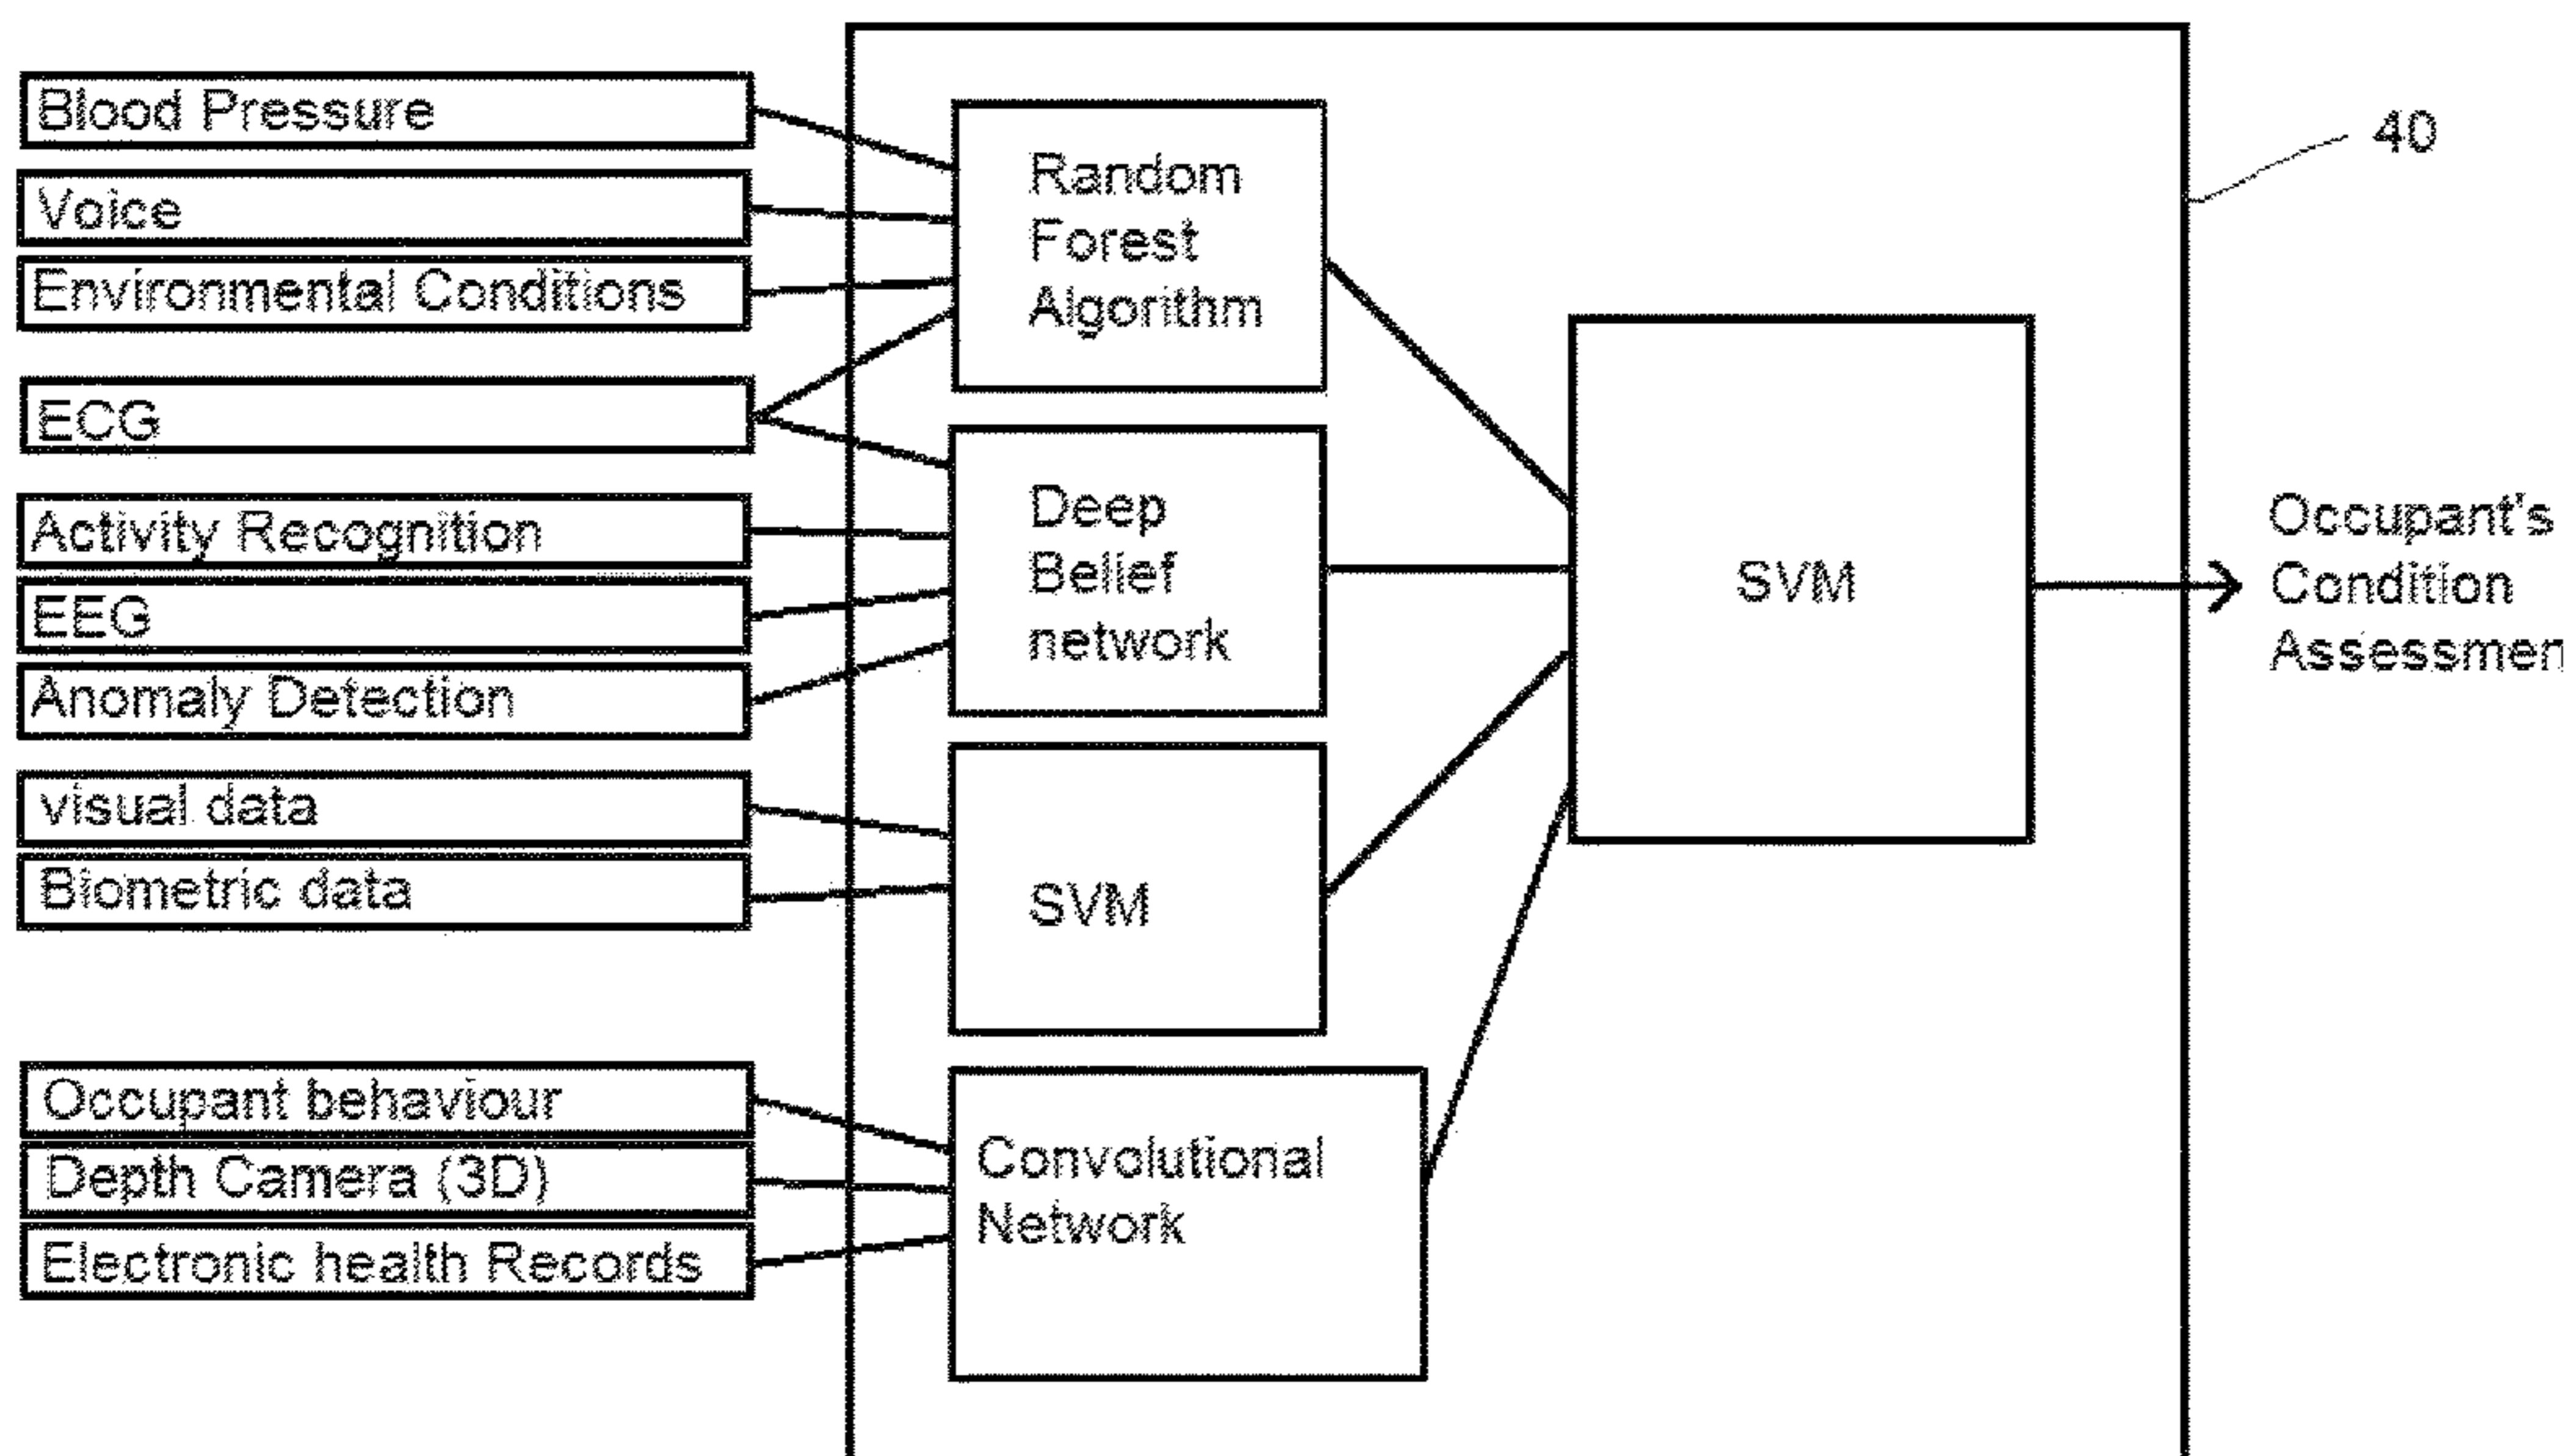 Blood Pressure
Voice
Environmental Conditions
ECG
Activity Recognition
EEG
Anomaly Detection
visual data
Biometric data
Occupant behaviour
Depth Camera (3D)
Electronic health Records
Random
Forest
Algorithm
Deep
Belief
network
SVM
Convolutional
Network
SVM
40
Occupant's
Condition
Assessmen